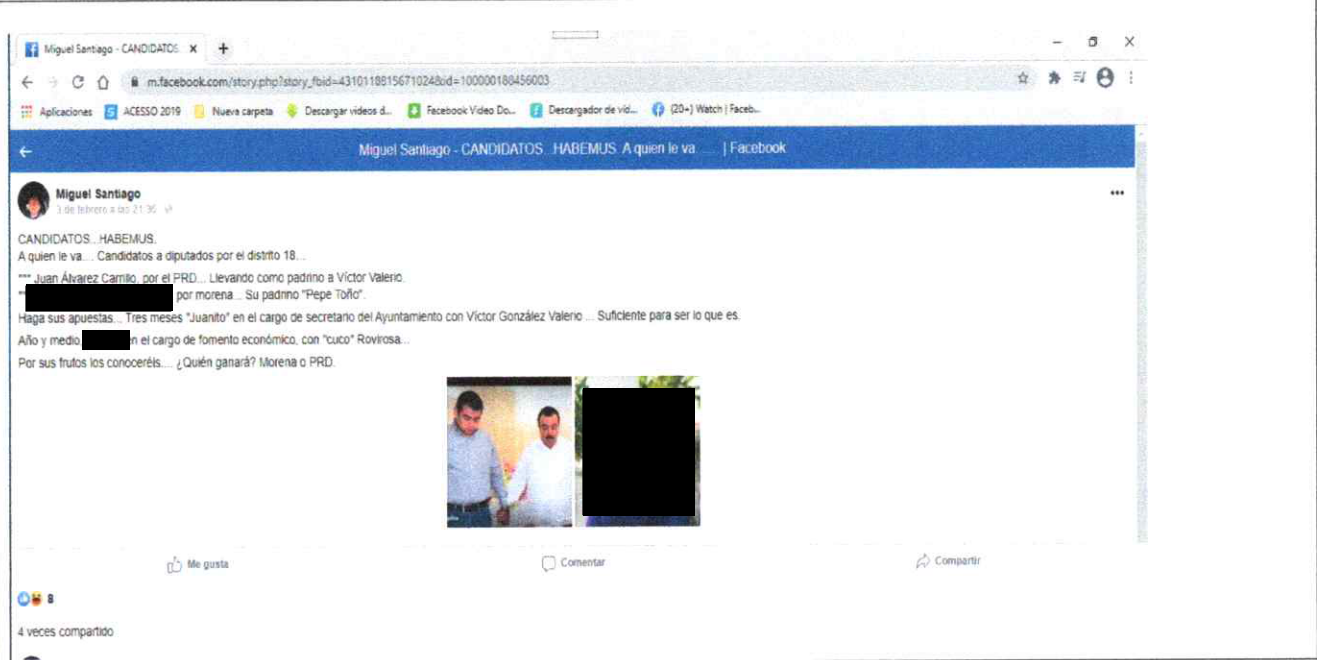 Miguel Santiago - CANDIDATOS
m.facebook.com/story.php?story_fbid=4310118815671024&id=100000188456003
Aplicaciones ACESSO 2019 Nueva carpeta Descargar videos d... Facebook Video Do... Descargador de vid... (20+) Watch | Faceb...
Miguel Santiago - CANDIDATOS...HABEMUS. A quien le va...... | Facebook
Miguel Santiago
3 de febrero a las 21:36
CANDIDATOS...HABEMUS.
A quien le va.... Candidatos a diputados por el distrito 18...
*** Juan Álvarez Carrillo, por el PRD... Llevando como padrino a Víctor Valerio.
por morena... Su padrino "Pepe Toño".
Haga sus apuestas... Tres meses "Juanito" en el cargo de secretario del Ayuntamiento con Víctor González Valerio ... Suficiente para ser lo que es.
Año y medio en el cargo de fomento económico, con "cuco" Rovirosa...
Por sus frutos los conoceréis.... ¿Quién ganará? Morena o PRD.
Me gusta Comentar Compartir
8
4 veces compartido